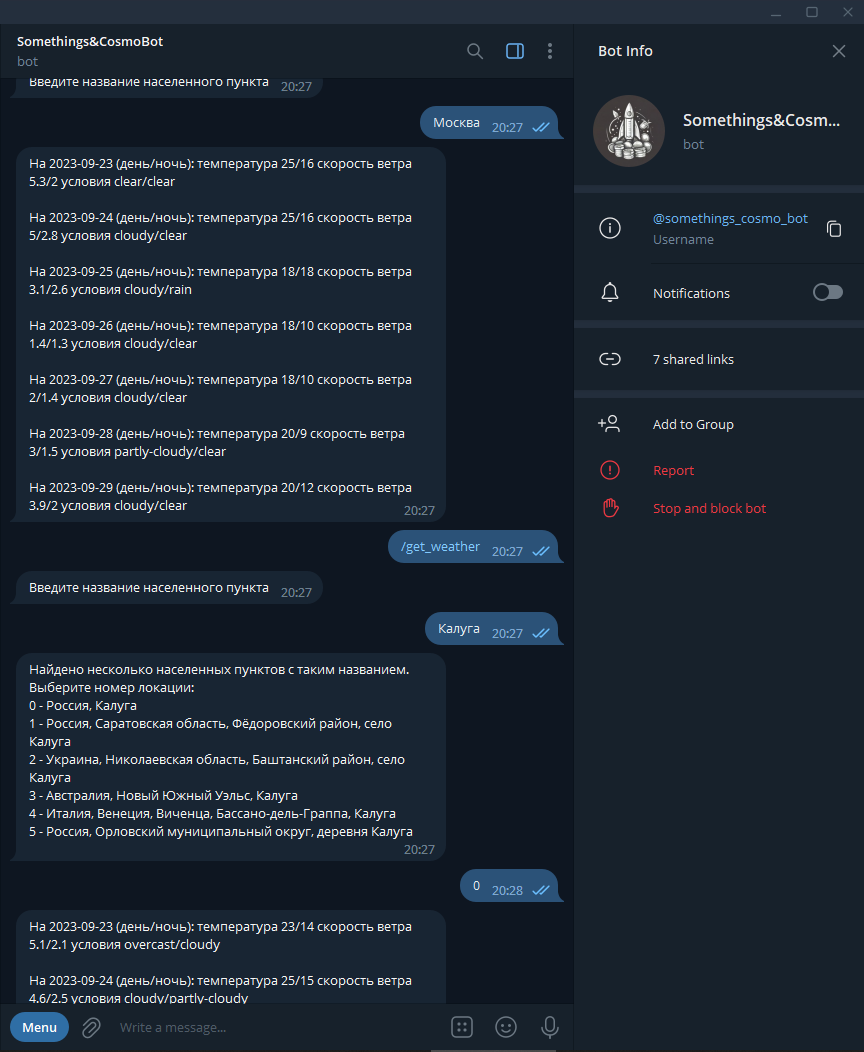 Somethings&CosmoBot
bot
Введите название населенного пункта 20:27
Москва 20:27
На 2023-09-23 (день/ночь): температура 25/16 скорость ветра
5.3/2 условия clear/clear
На 2023-09-24 (день/ночь): температура 25/16 скорость ветра
5/2.8 условия cloudy/clear
На 2023-09-25 (день/ночь): температура 18/18 скорость ветра
3.1/2.6 условия cloudy/rain
На 2023-09-26 (день/ночь): температура 18/10 скорость ветра
1.4/1.3 условия cloudy/clear
На 2023-09-27 (день/ночь): температура 18/10 скорость ветра
2/1.4 условия cloudy/clear
На 2023-09-28 (день/ночь): температура 20/9 скорость ветра
3/1.5 условия partly-cloudy/clear
На 2023-09-29 (день/ночь): температура 20/12 скорость ветра
3.9/2 условия cloudy/clear
20:27
/get_weather 20:27
Введите название населенного пункта 20:27
Калуга 20:27
Найдено несколько населенных пунктов с таким названием.
Выберите номер локации:
0 - Россия, Калуга
1 - Россия, Саратовская область, Фёдоровский район, село
Калуга
2 - Украина, Николаевская область, Баштанский район, село
Калуга
3 - Австралия, Новый Южный Уэльс, Калуга
4 - Италия, Венеция, Виченца, Бассано-дель-Граппа, Калуга
5 - Россия, Орловский муниципальный округ, деревня Калуга
20:27
0 20:28
На 2023-09-23 (день/ночь): температура 23/14 скорость ветра
5.1/2.1 условия overcast/cloudy
На 2023-09-24 (день/ночь): температура 25/15 скорость ветра
4.6/2.5 условия cloudy/partly-cloudy
Menu
Write a message...
Bot Info
Somethings&Cosm...
bot
@somethings_cosmo_bot
Username
Notifications
7 shared links
Add to Group
Report
Stop and block bot